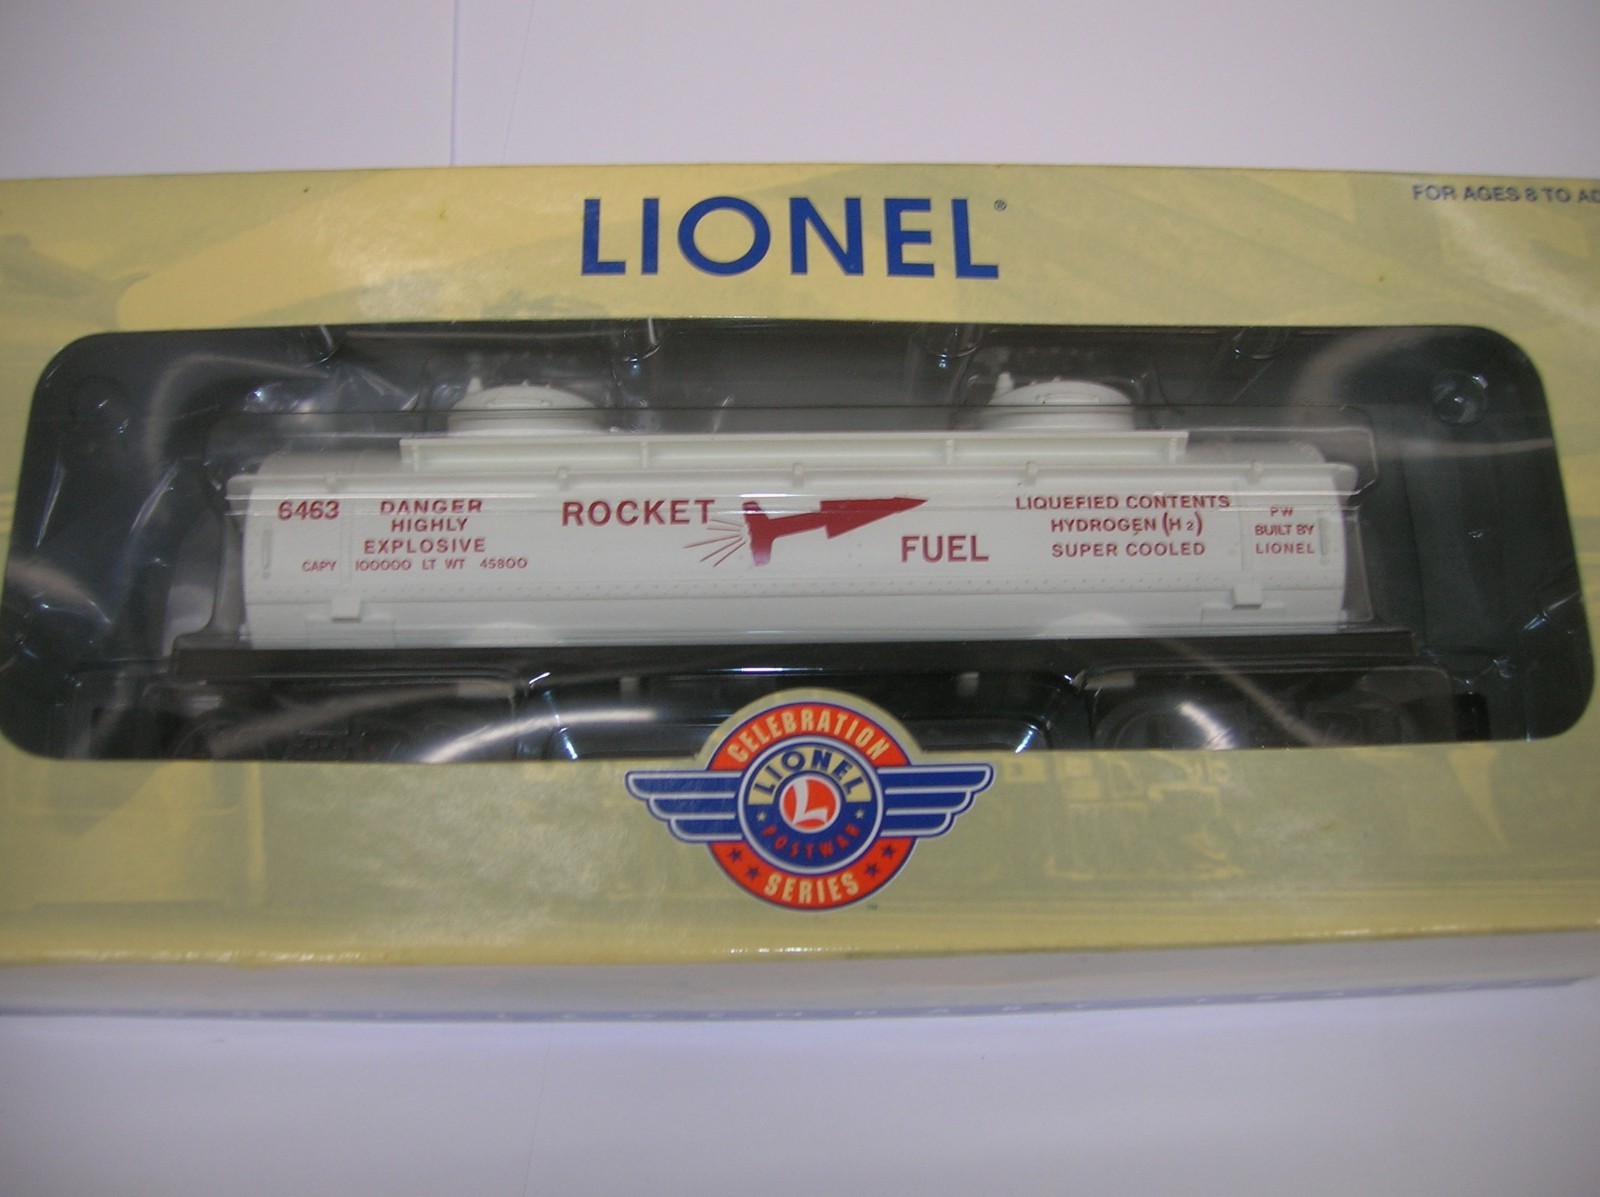 LIONEL®
FOR AGES 8 TO AD
6463
DANGER
HIGHLY
EXPLOSIVE
CAPY 100000 LT WT 45800
ROCKET
FUEL
LIQUEFIED CONTENTS
HYDROGEN (H2)
SUPER COOLED
PW
BUILT BY
LIONEL
CELEBRATION
LIONEL
L
POSTWAR
SERIES
™